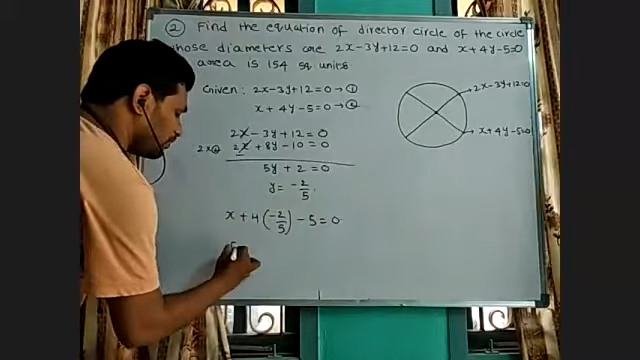 ② Find the equation of director circle of the circle
whose diameters are 2x-3y+12=0 and x+4y-5=0
area is 154 sq.units.
Given: 2x-3y+12=0 → ①
x+4y-5=0 → ②
2x-3y+12=0
2x② 2x+8y-10=0
5y+2=0
y=-2/5.
x+4(-2/5)-5=0
2x-3y+12=0
x+4y-5=0